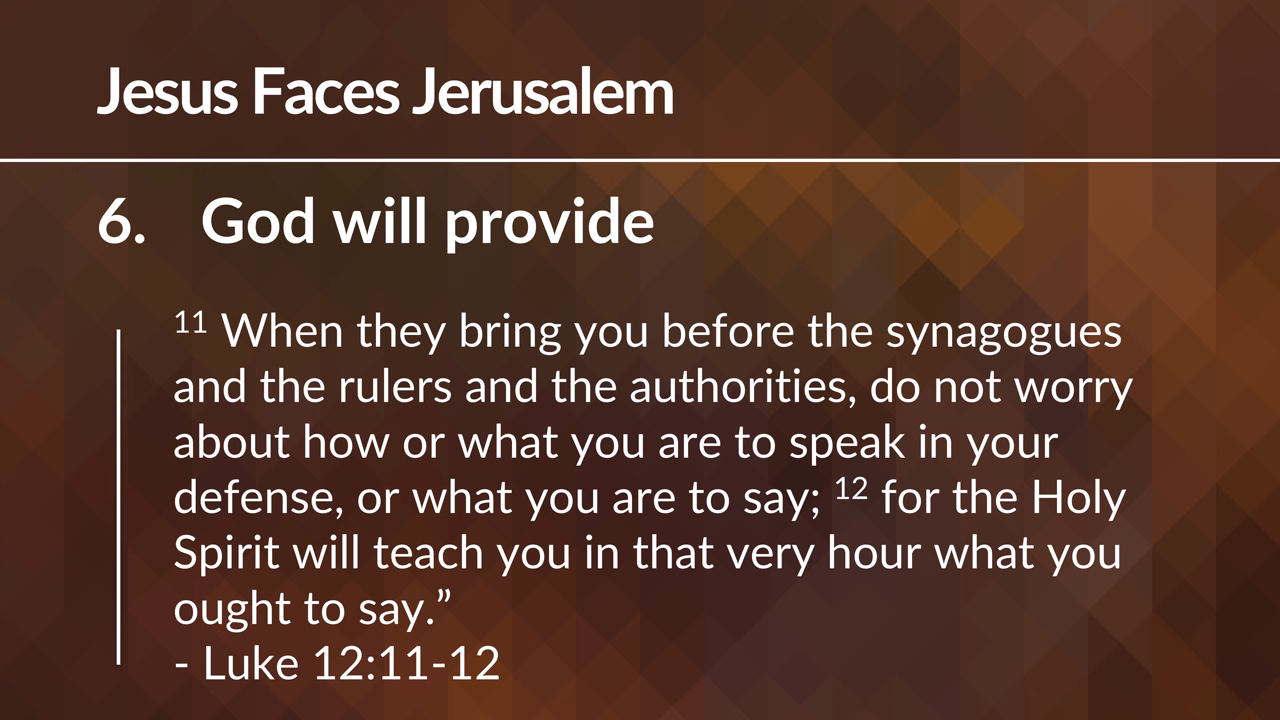 Jesus Faces Jerusalem
6. God will provide
11 When they bring you before the synagogues
and the rulers and the authorities, do not worry
about how or what you are to speak in your
defense, or what you are to say; 12 for the Holy
Spirit will teach you in that very hour what you
ought to say.”
- Luke 12:11-12